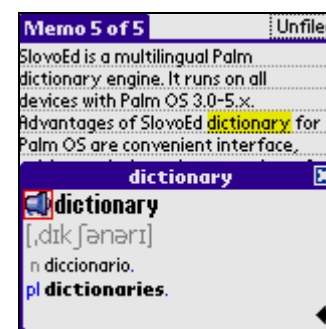 Memo 5 of 5 Unfile
SlovoEd is a multilingual Palm
dictionary engine. It runs on all
devices with Palm OS 3.0-5.x.
Advantages of SlovoEd dictionary for
Palm OS are convenient interface,
dictionary
dictionary
[ˌdɪkʃənərɪ]
n diccionario.
pl dictionaries.